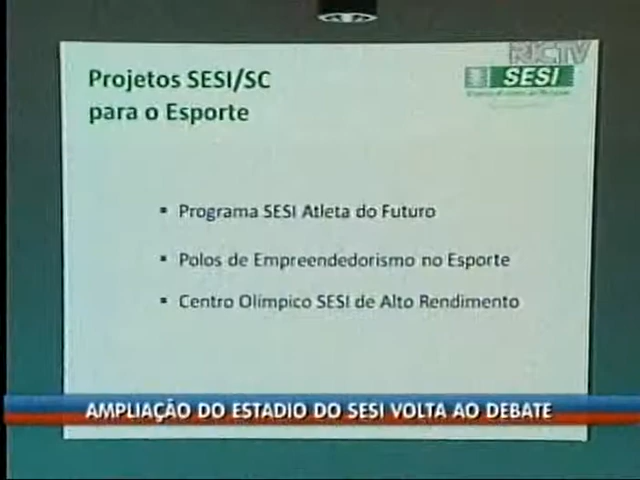 RICTV
Projetos SESI/SC
SESI
para o Esporte
▪ Programa SESI Atleta do Futuro
▪ Polos de Empreendedorismo no Esporte
▪ Centro Olímpico SESI de Alto Rendimento
AMPLIAÇÃO DO ESTADIO DO SESI VOLTA AO DEBATE